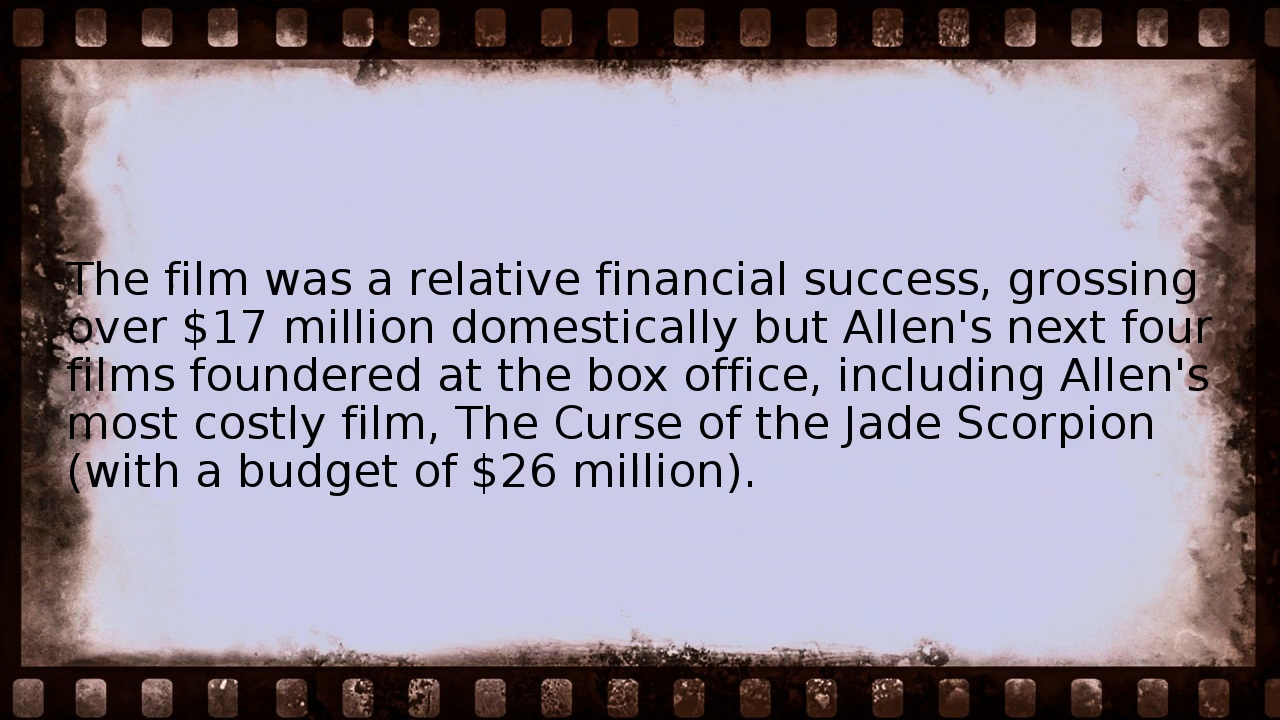 The film was a relative financial success, grossing
over $17 million domestically but Allen's next four
films foundered at the box office, including Allen's
most costly film, The Curse of the Jade Scorpion
(with a budget of $26 million).